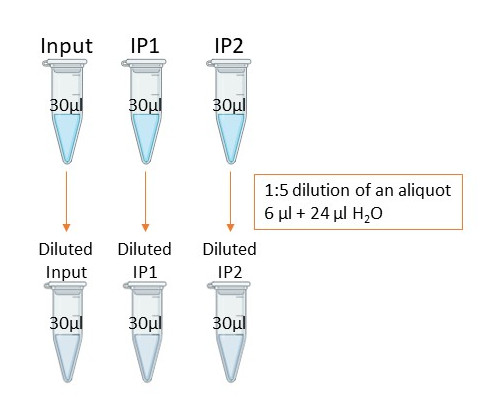 Input IP1 IP2
30µl 30µl 30µl
1:5 dilution of an aliquot
6 µl + 24 µl H₂O
Diluted Input
Diluted IP1
Diluted IP2
30µl 30µl 30µl